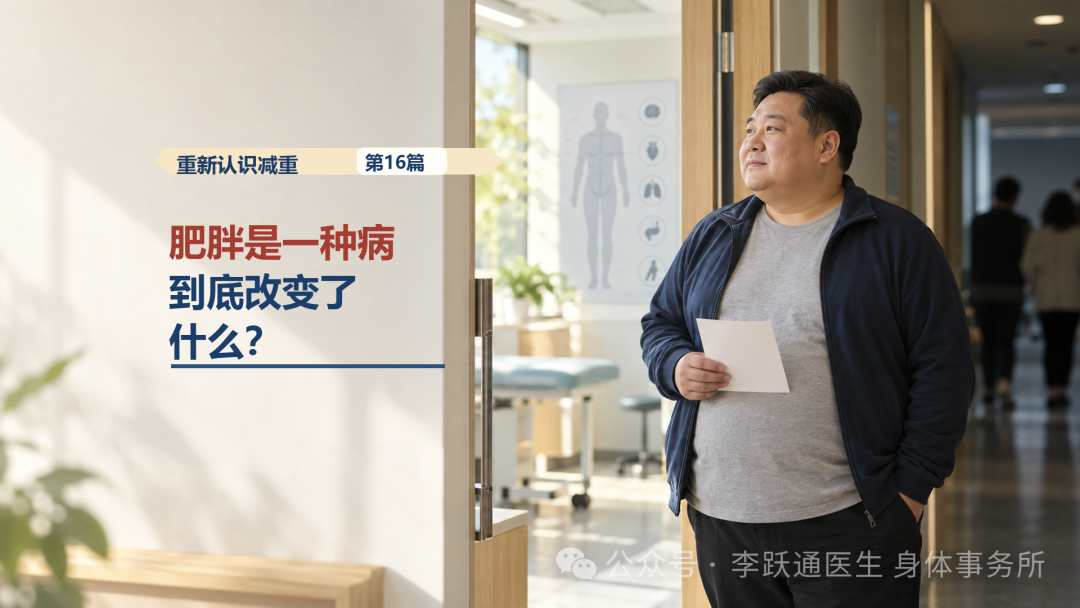 重新认识减重 第16篇
肥胖是一种病
到底改变了
什么？
公众号 · 李跃通医生 身体事务所